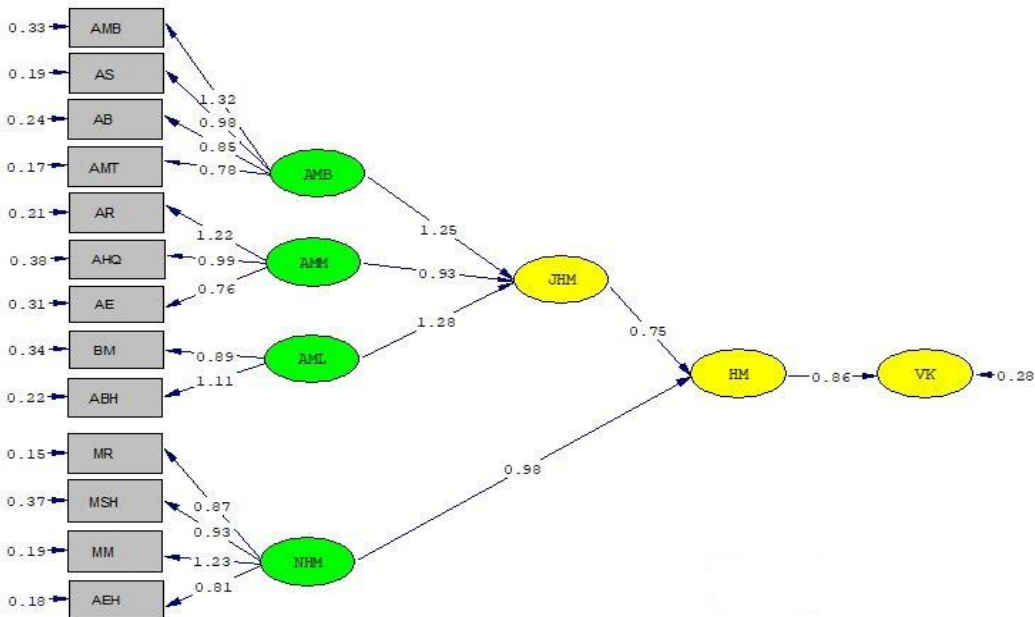 0.33 AMB
0.19 AS
0.24 AB
0.17 AMT
0.21 AR
0.38 AHQ
0.31 AE
0.34 BM
0.22 ABH
0.15 MR
0.37 MSH
0.19 MM
0.18 AEH
1.32
0.98
0.85
0.78
AMB
1.22
0.99
0.76
AMM
0.89
1.11
AML
0.87
0.93
1.23
0.81
NHM
1.25
0.93
1.28
JHM
0.75
0.98
HM
0.86
VK
0.28